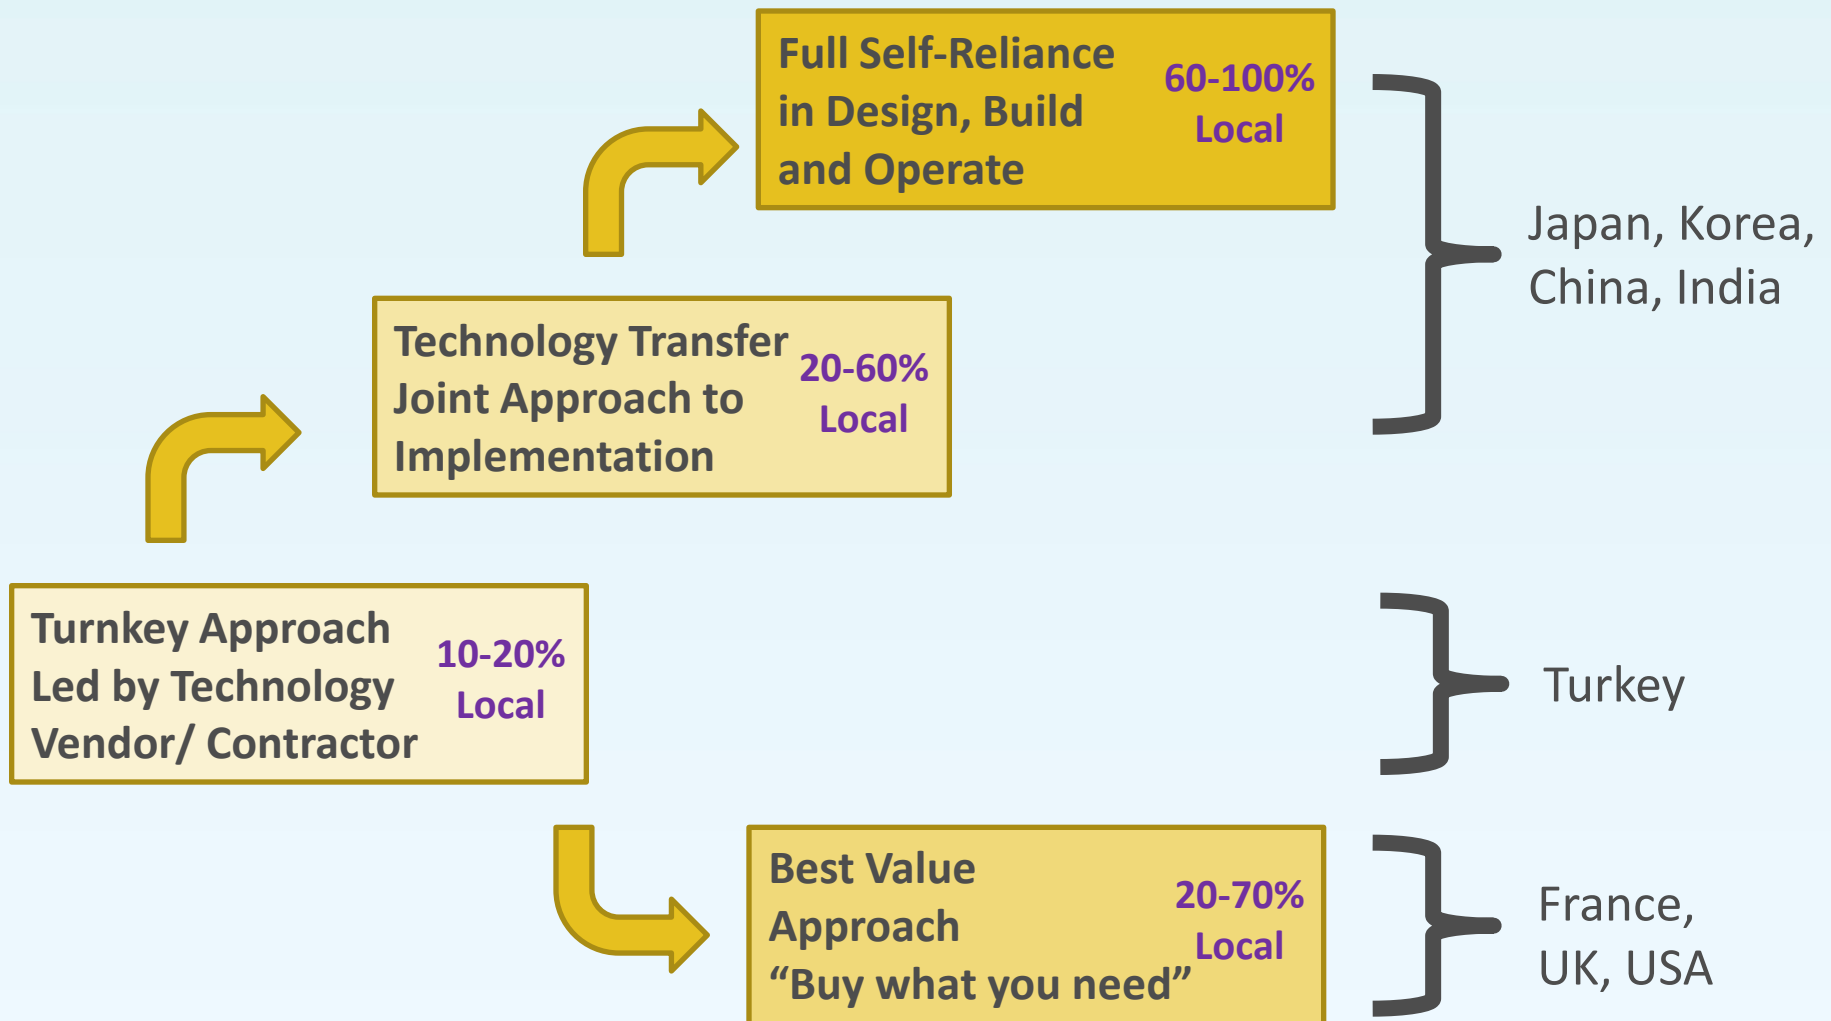 Full Self-Reliance
in Design, Build
and Operate
60-100%
Local
Japan, Korea,
China, India
Technology Transfer
Joint Approach to
Implementation
20-60%
Local
Turnkey Approach
Led by Technology
Vendor/ Contractor
10-20%
Local
Turkey
Best Value
Approach
“Buy what you need”
20-70%
Local
France,
UK, USA